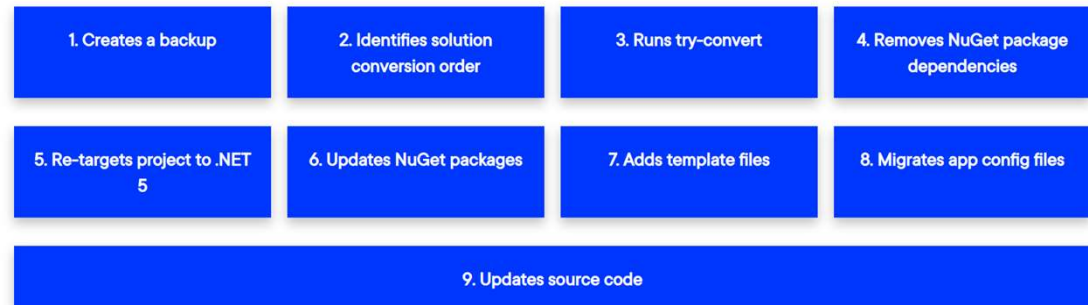 1. Creates a backup
2. Identifies solution
conversion order
3. Runs try-convert
4. Removes NuGet package
dependencies
5. Re-targets project to .NET
5
6. Updates NuGet packages
7. Adds template files
8. Migrates app config files
9. Updates source code